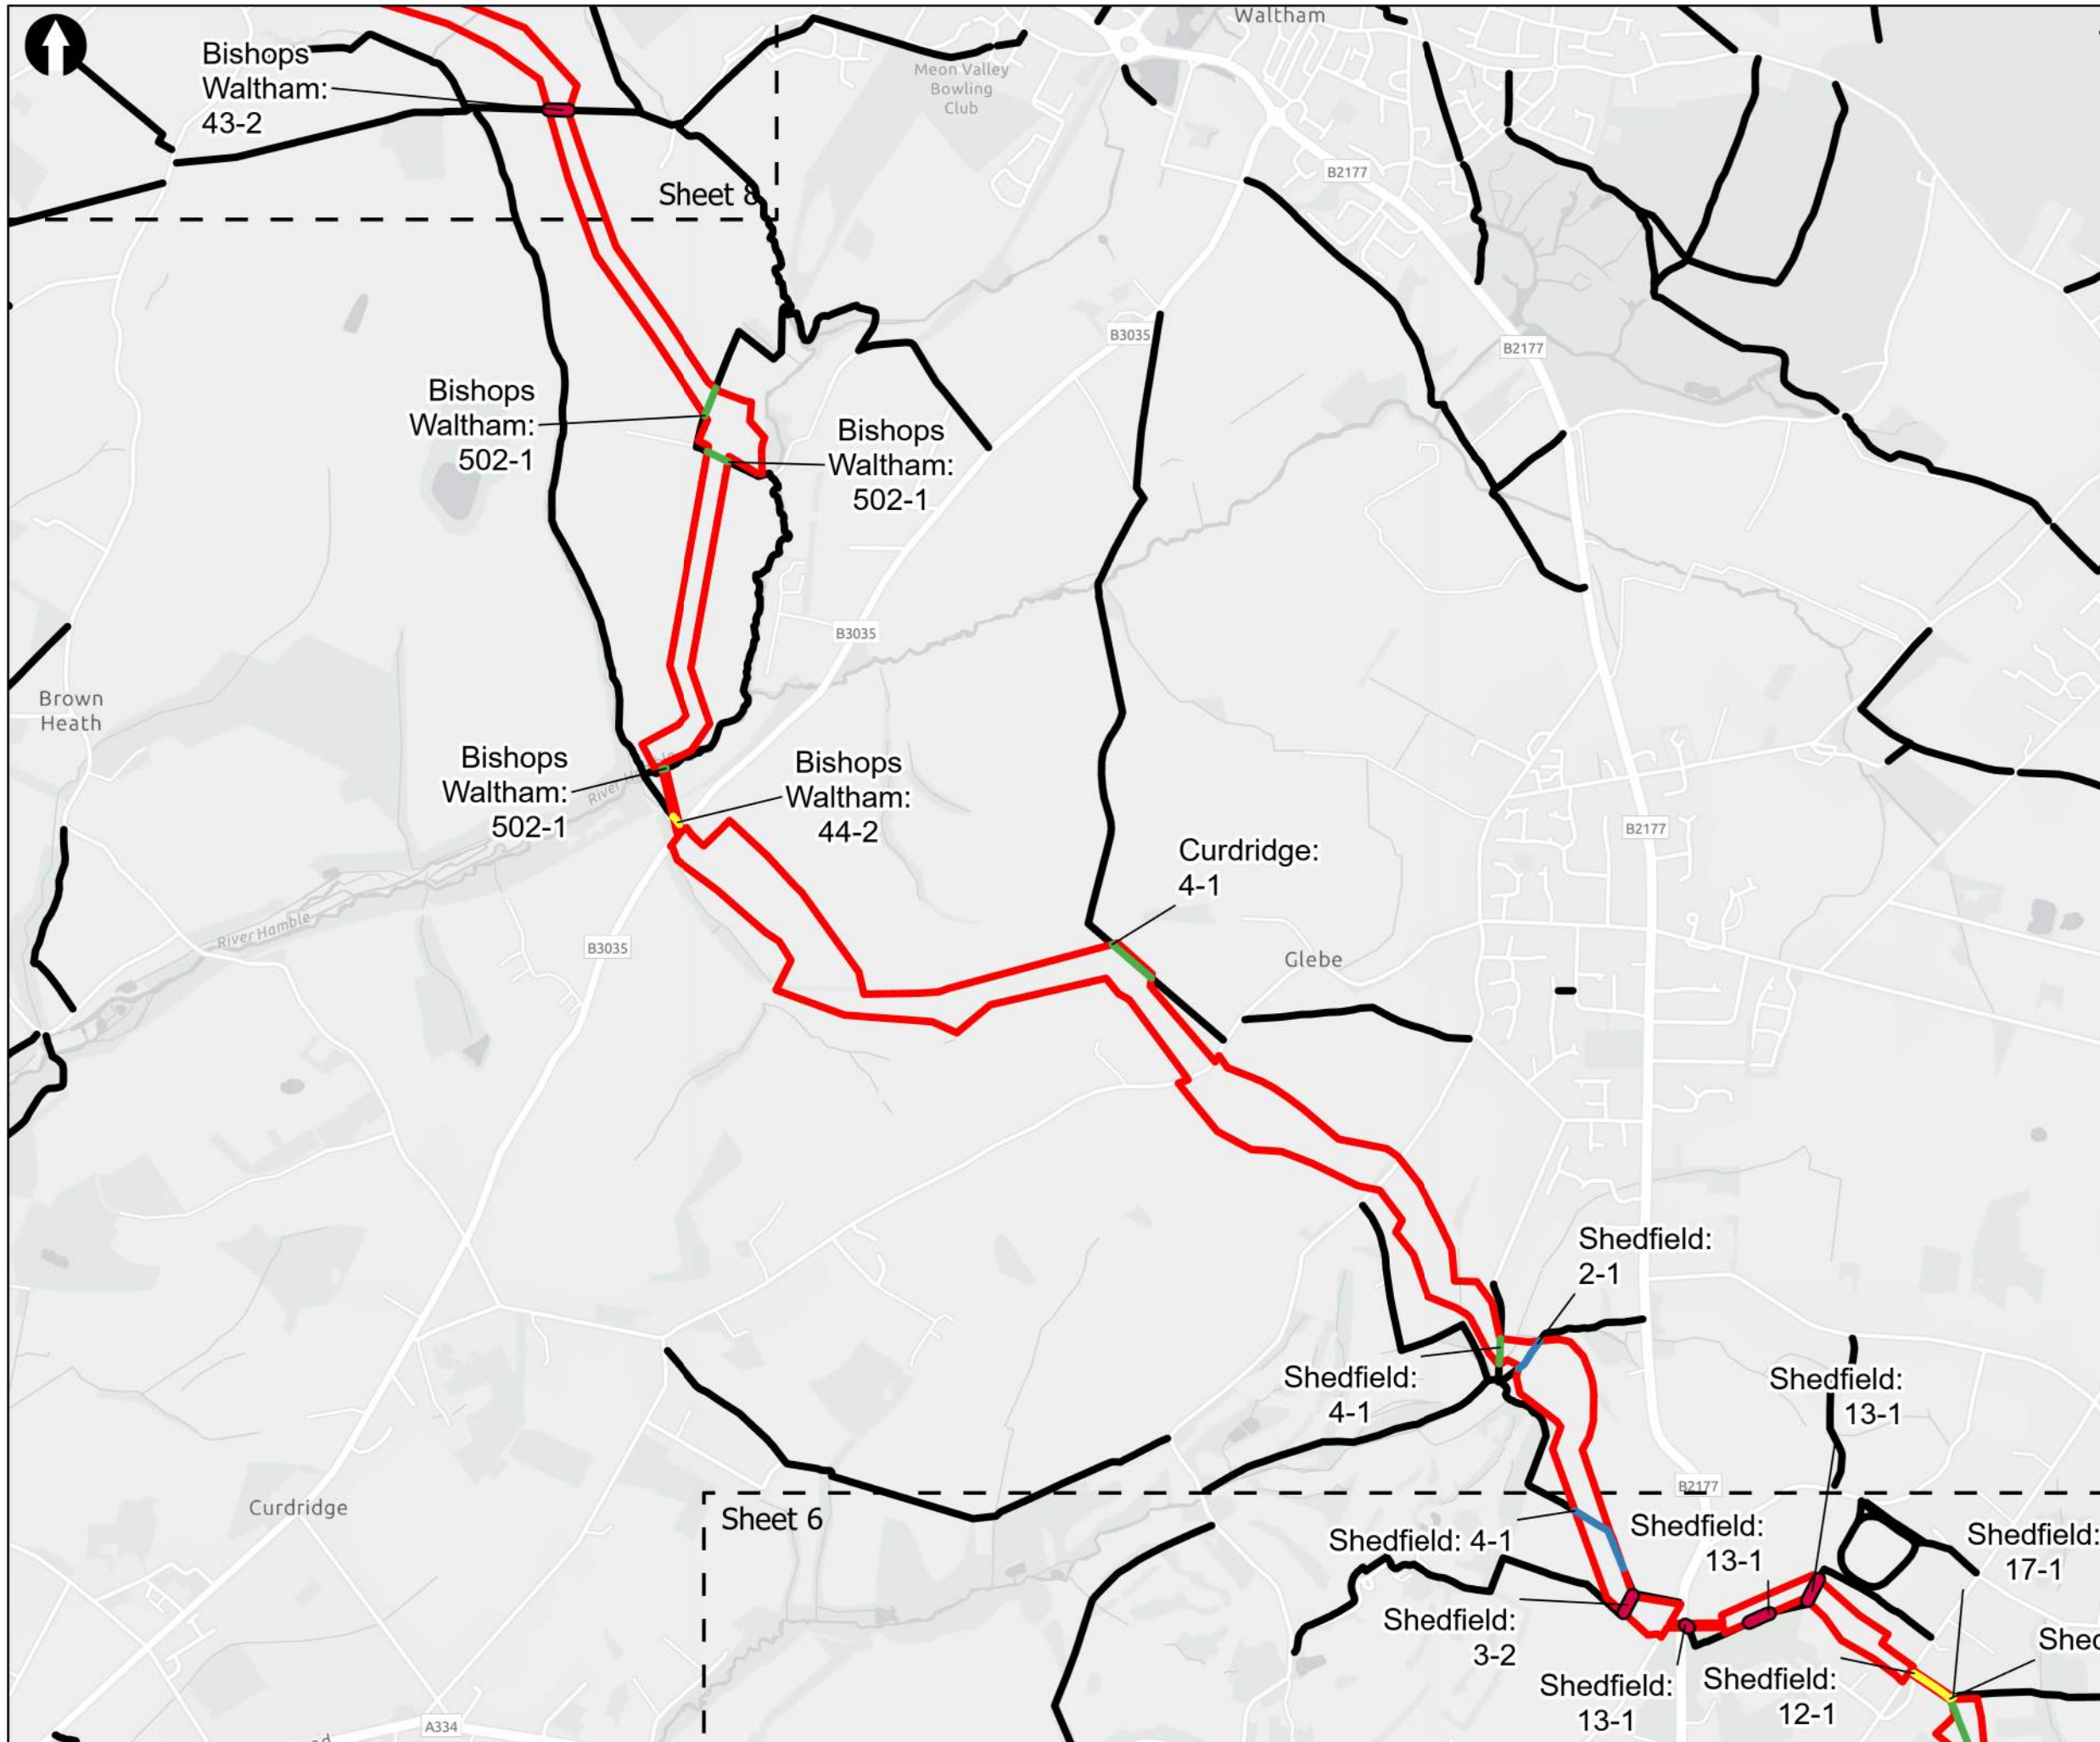 Waltham
Bishops
Waltham:
43-2
Meon Valley
Bowling
Club
B2177
Sheet 8
B3035
B2177
Bishops
Waltham:
502-1
Bishops
Waltham:
502-1
B3035
Brown
Heath
Bishops
Waltham:
502-1
Bishops
Waltham:
44-2
River
B2177
Curdridge:
4-1
River Hamble
B3035
Glebe
Shedfield:
2-1
Shedfield:
4-1
Shedfield:
13-1
B2177
Curdridge
Sheet 6
Shedfield: 4-1
Shedfield:
13-1
Shedfield:
17-1
Shedfield:
3-2
Shed
Shedfield:
13-1
Shedfield:
12-1
A334